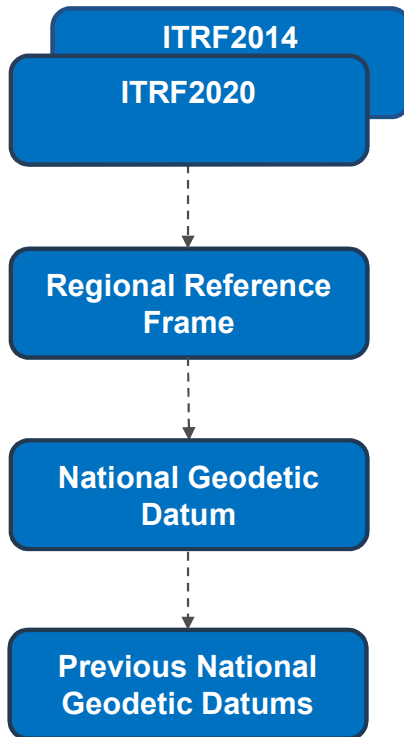 ITRF2014
ITRF2020
Regional Reference
Frame
National Geodetic
Datum
Previous National
Geodetic Datums